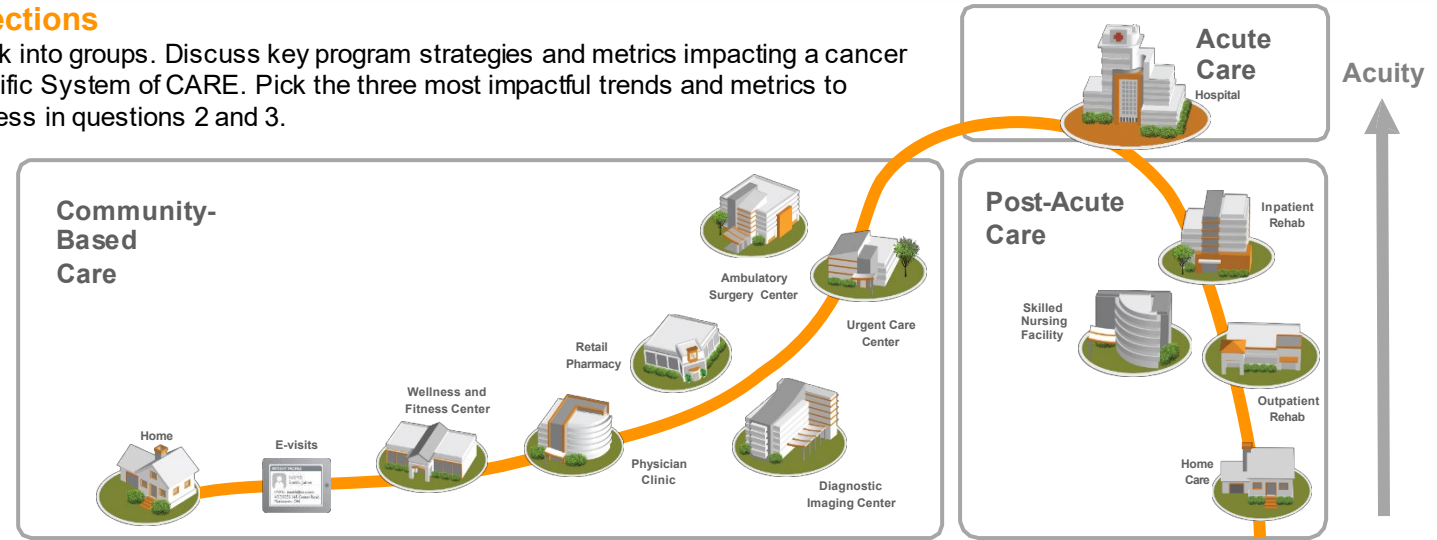 ections
k into groups. Discuss key program strategies and metrics impacting a cancer
ific System of CARE. Pick the three most impactful trends and metrics to
ess in questions 2 and 3.
Acute
Care
Hospital
Acuity
Community-
Based
Care
Ambulatory
Surgery Center
Urgent Care
Center
Retail
Pharmacy
Wellness and
Fitness Center
Home
E-visits
Physician
Clinic
Diagnostic
Imaging Center
Post-Acute
Care
Inpatient
Rehab
Skilled
Nursing
Facility
Outpatient
Rehab
Home
Care